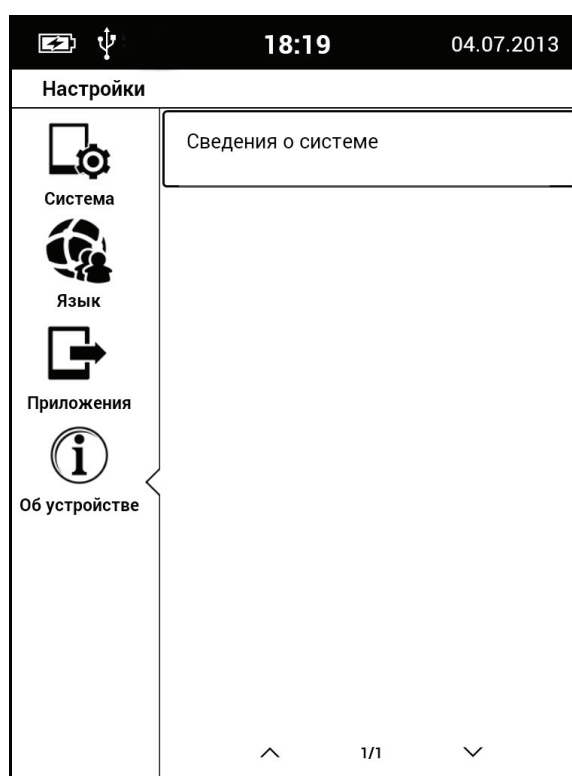 18:19 04.07.2013
Настройки
Система
Язык
Приложения
Об устройстве
Сведения о системе
1/1